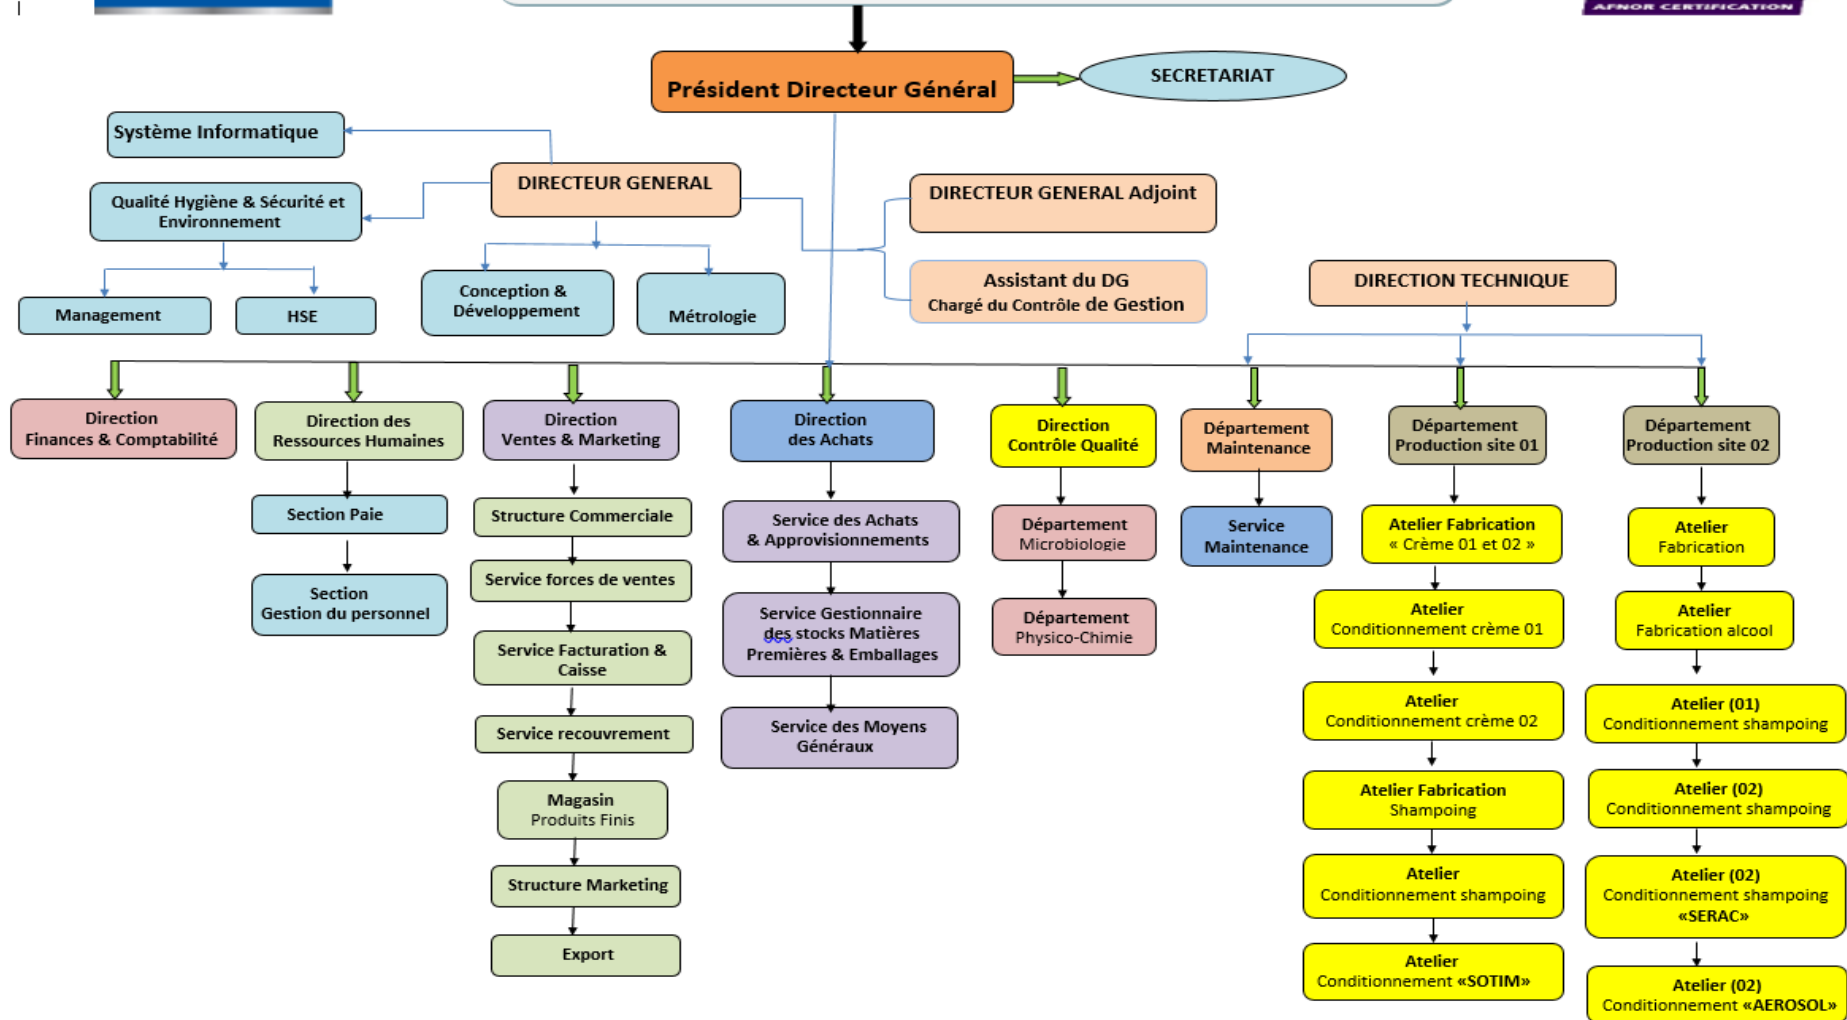 AFNOR CERTIFICATION
Président Directeur Général
SECRETARIAT
Système Informatique
DIRECTEUR GENERAL
DIRECTEUR GENERAL Adjoint
Qualité Hygiène & Sécurité et
Environnement
Assistant du DG
Chargé du Contrôle de Gestion
DIRECTION TECHNIQUE
Management
HSE
Conception &
Développement
Métrologie
Direction
Finances & Comptabilité
Direction des
Ressources Humaines
Section Paie
Section
Gestion du personnel
Direction
Ventes & Marketing
Structure Commerciale
Service forces de ventes
Service Facturation &
Caisse
Service recouvrement
Magasin
Produits Finis
Structure Marketing
Export
Direction
des Achats
Service des Achats
& Approvisionnements
Service Gestionnaire
des stocks Matières
Premières & Emballages
Service des Moyens
Généraux
Direction
Contrôle Qualité
Département
Microbiologie
Département
Physico-Chimie
Département
Maintenance
Service
Maintenance
Département
Production site 01
Atelier Fabrication
« Crème 01 et 02 »
Atelier
Conditionnement crème 01
Atelier
Conditionnement crème 02
Atelier Fabrication
Shampoing
Atelier
Conditionnement shampoing
Atelier
Conditionnement «SOTIM»
Département
Production site 02
Atelier
Fabrication
Atelier
Fabrication alcool
Atelier (01)
Conditionnement shampoing
Atelier (02)
Conditionnement shampoing
Atelier (02)
Conditionnement shampoing
«SERAC»
Atelier (02)
Conditionnement «AEROSOL»